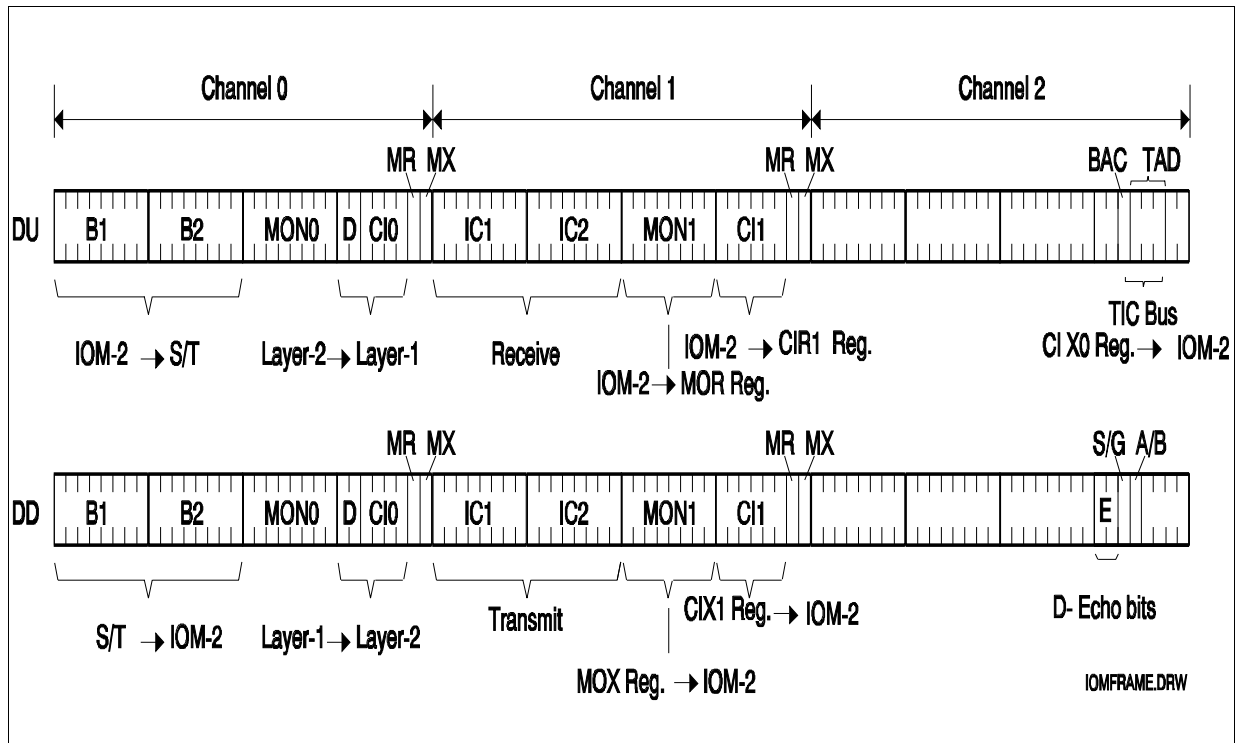 Channel 0 Channel 1 Channel 2
MR MX MR MX BAC TAD
DU B1 B2 MON0 D CI0 IC1 IC2 MON1 CI1
IOM-2 → S/T Layer-2 → Layer-1 Receive IOM-2 → CIR1 Reg. TIC Bus
IOM-2 → MOR Reg. CI X0 Reg. → IOM-2
MR MX MR MX S/G A/B
DD B1 B2 MON0 D CI0 IC1 IC2 MON1 CI1 E
S/T → IOM-2 Layer-1 → Layer-2 Transmit CIX1 Reg. → IOM-2 D- Echo bits
MOX Reg. → IOM-2
IOMFRAME.DRW